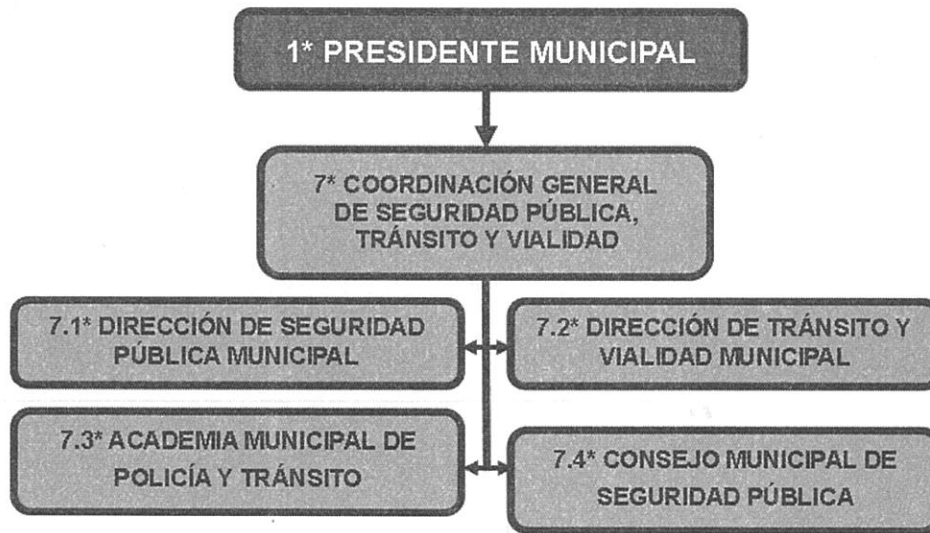 1* PRESIDENTE MUNICIPAL
7* COORDINACIÓN GENERAL
DE SEGURIDAD PÚBLICA,
TRÁNSITO Y VIALIDAD
7.1* DIRECCIÓN DE SEGURIDAD
PÚBLICA MUNICIPAL
7.2* DIRECCIÓN DE TRÁNSITO Y
VIALIDAD MUNICIPAL
7.3* ACADEMIA MUNICIPAL DE
POLICÍA Y TRÁNSITO
7.4* CONSEJO MUNICIPAL DE
SEGURIDAD PÚBLICA